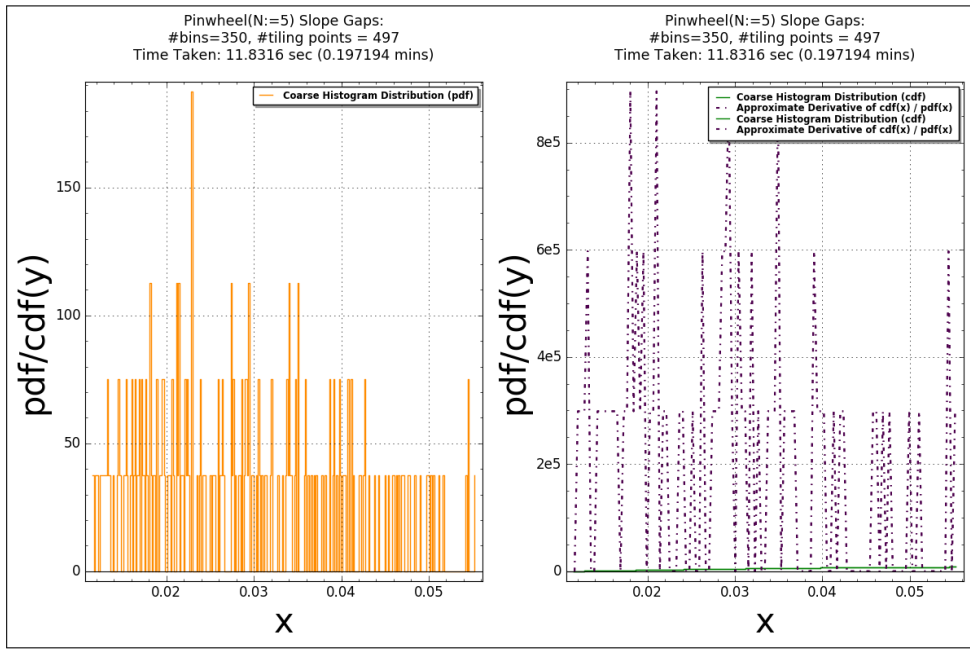 Pinwheel(N:=5) Slope Gaps:
#bins=350, #tiling points = 497
Time Taken: 11.8316 sec (0.197194 mins)
Coarse Histogram Distribution (pdf)
150
100
50
0
pdf/cdf(y)
0.02 0.03 0.04 0.05
x
Pinwheel(N:=5) Slope Gaps:
#bins=350, #tiling points = 497
Time Taken: 11.8316 sec (0.197194 mins)
Coarse Histogram Distribution (cdf)
Approximate Derivative of cdf(x) / pdf(x)
Coarse Histogram Distribution (cdf)
Approximate Derivative of cdf(x) / pdf(x)
8e5
6e5
4e5
2e5
0
pdf/cdf(y)
0.02 0.03 0.04 0.05
x